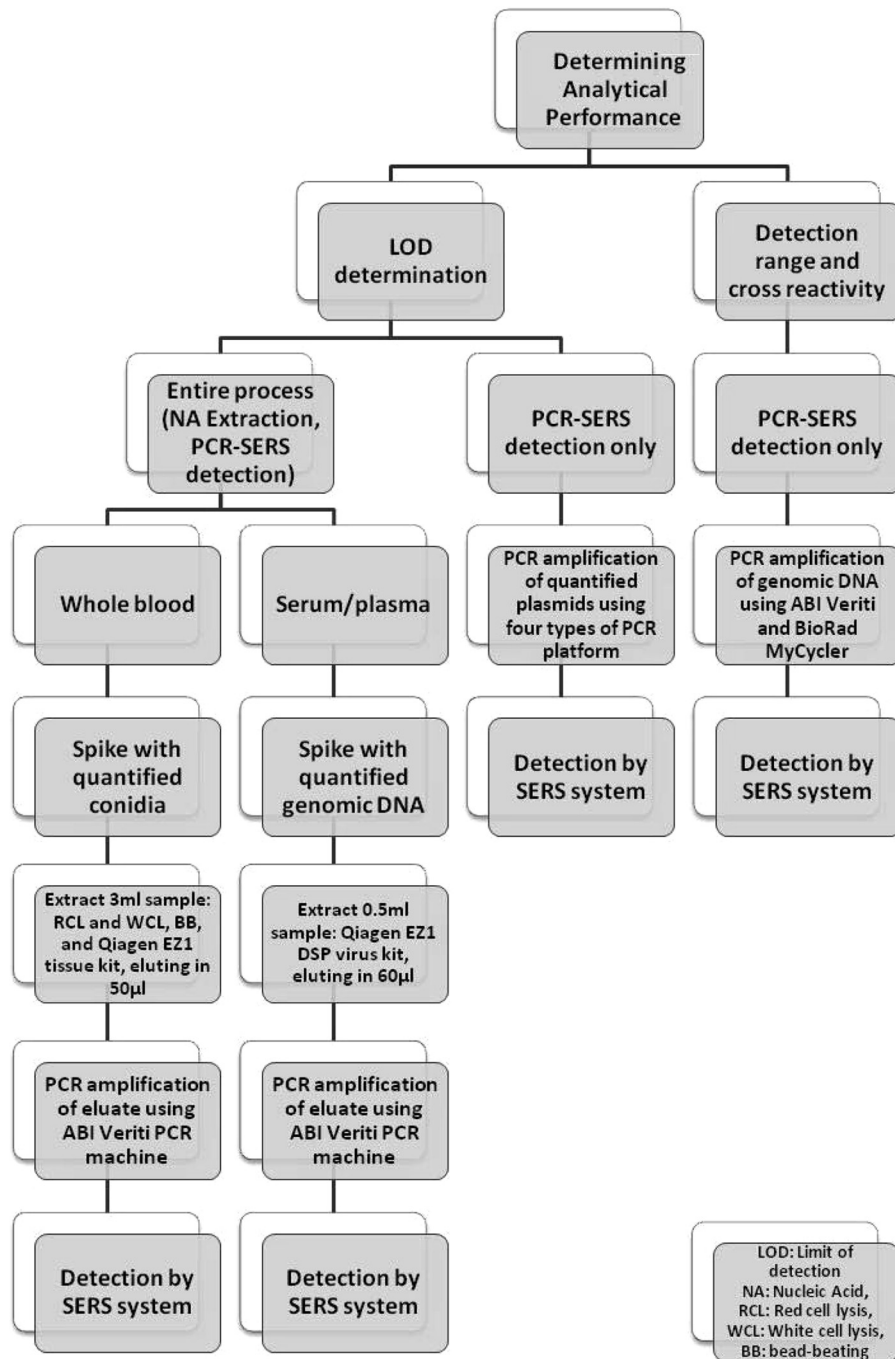 Determining
Analytical
Performance
LOD
determination
Detection
range and
cross reactivity
Entire process
(NA Extraction,
PCR-SERS
detection)
PCR-SERS
detection only
PCR-SERS
detection only
Whole blood
Serum/plasma
PCR amplification
of quantified
plasmids using
four types of PCR
platform
PCR amplification
of genomic DNA
using ABI Veriti
and BioRad
MyCycler
Spike with
quantified
conidia
Spike with
quantified
genomic DNA
Detection by
SERS system
Detection by
SERS system
Extract 3ml sample:
RCL and WCL, BB,
and Qiagen EZ1
tissue kit, eluting in
50µl
Extract 0.5ml
sample: Qiagen EZ1
DSP virus kit,
eluting in 60µl
PCR amplification
of eluate using
ABI Veriti PCR
machine
PCR amplification
of eluate using
ABI Veriti PCR
machine
Detection by
SERS system
Detection by
SERS system
LOD: Limit of
detection
NA: Nucleic Acid,
RCL: Red cell lysis,
WCL: White cell lysis,
BB: bead-beating